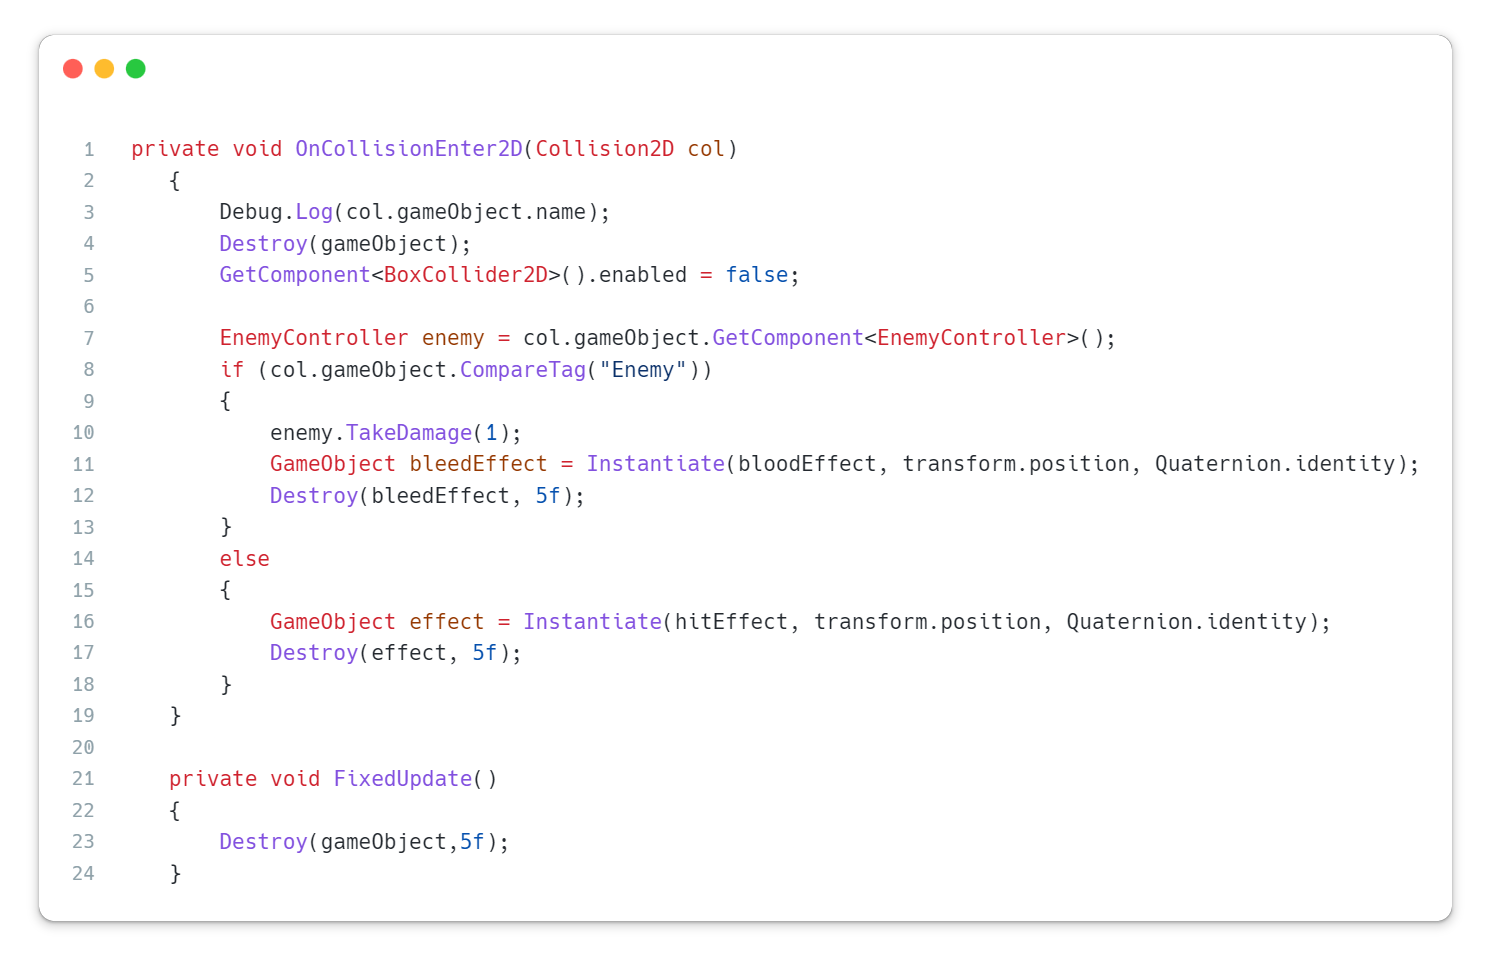 1 private void OnCollisionEnter2D(Collision2D col)
2    {
3        Debug.Log(col.gameObject.name);
4        Destroy(gameObject);
5        GetComponent<BoxCollider2D>().enabled = false;
6
7        EnemyController enemy = col.gameObject.GetComponent<EnemyController>();
8        if (col.gameObject.CompareTag("Enemy"))
9        {
10            enemy.TakeDamage(1);
11            GameObject bleedEffect = Instantiate(bloodEffect, transform.position, Quaternion.identity);
12            Destroy(bleedEffect, 5f);
13        }
14        else
15        {
16            GameObject effect = Instantiate(hitEffect, transform.position, Quaternion.identity);
17            Destroy(effect, 5f);
18        }
19    }
20
21    private void FixedUpdate()
22    {
23        Destroy(gameObject,5f);
24    }